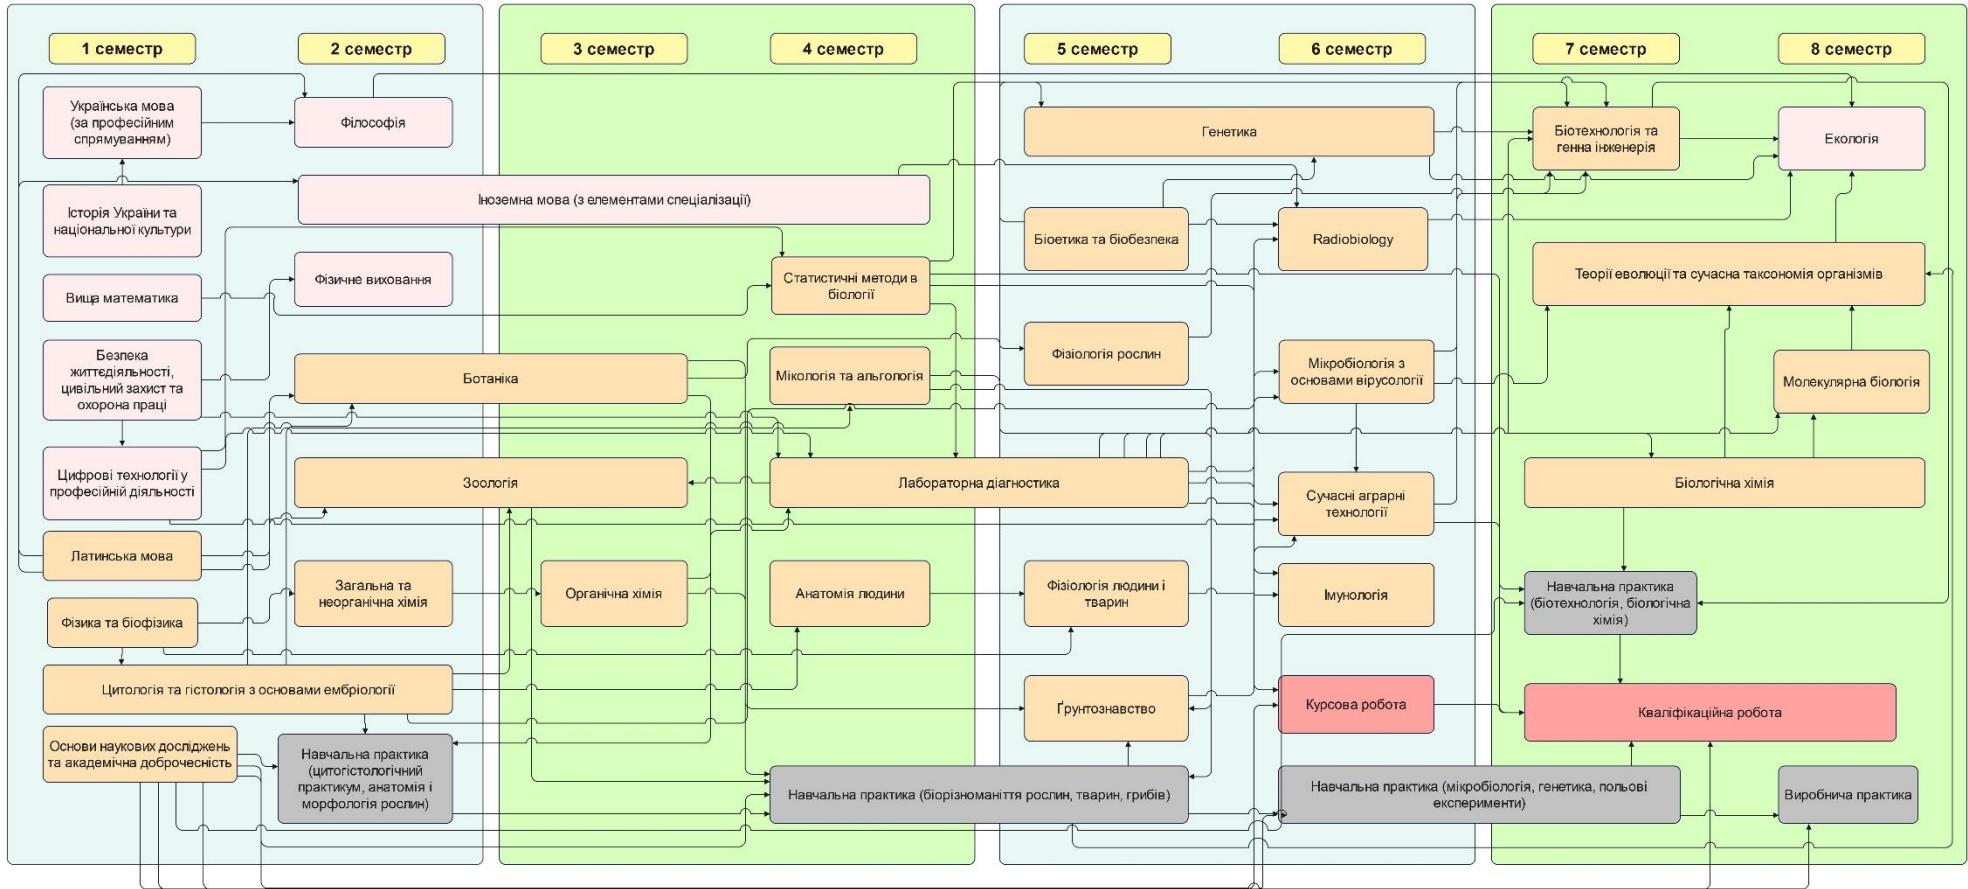 1 семестр
2 семестр
3 семестр
4 семестр
5 семестр
6 семестр
7 семестр
8 семестр
Українська мова
(за професійним
спрямуванням)
Філософія
Генетика
Біотехнологія та
генна інженерія
Екологія
Історія України та
національної культури
Іноземна мова (з елементами спеціалізації)
Біоетика та біобезпека
Radiobiology
Вища математика
Фізичне виховання
Статистичні методи в
біології
Теорії еволюції та сучасна таксономія організмів
Безпека
життєдіяльності,
цивільний захист та
охорона праці
Ботаніка
Мікологія та альгологія
Фізіологія рослин
Мікробіологія з
основами вірусології
Молекулярна біологія
Цифрові технології у
професійній діяльності
Зоологія
Лабораторна діагностика
Сучасні аграрні
технології
Біологічна хімія
Латинська мова
Фізика та біофізика
Загальна та
неорганічна хімія
Органічна хімія
Анатомія людини
Фізіологія людини і
тварин
Імунологія
Навчальна практика
(біотехнологія, біологічна
хімія)
Цитологія та гістологія з основами ембріології
Ґрунтознавство
Курсова робота
Кваліфікаційна робота
Основи наукових досліджень
та академічна доброчесність
Навчальна практика
(цитогістологічний
практикум, анатомія і
морфологія рослин)
Навчальна практика (біорізноманіття рослин, тварин, грибів)
Навчальна практика (мікробіологія, генетика, польові
експерименти)
Виробнича практика